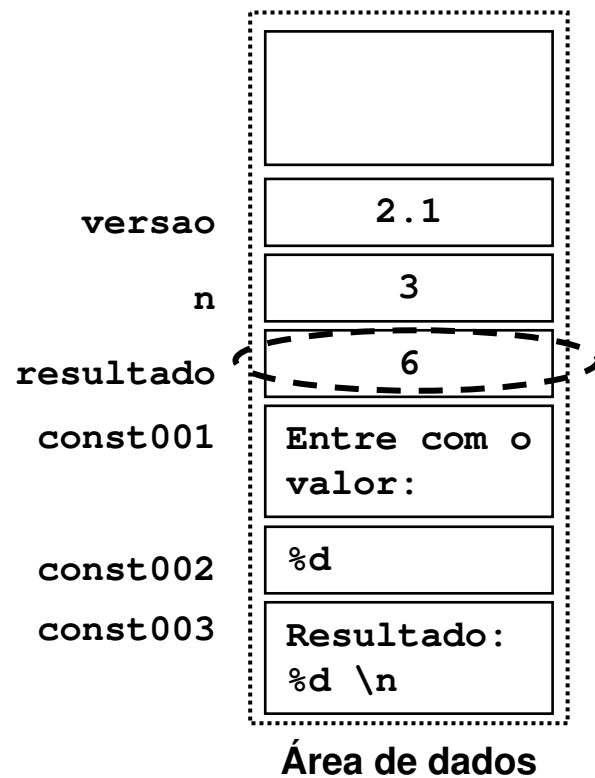 versao
2.1
n
3
resultado
6
const001
Entre com o
valor:
const002
%d
const003
Resultado:
%d \n
Área de dados